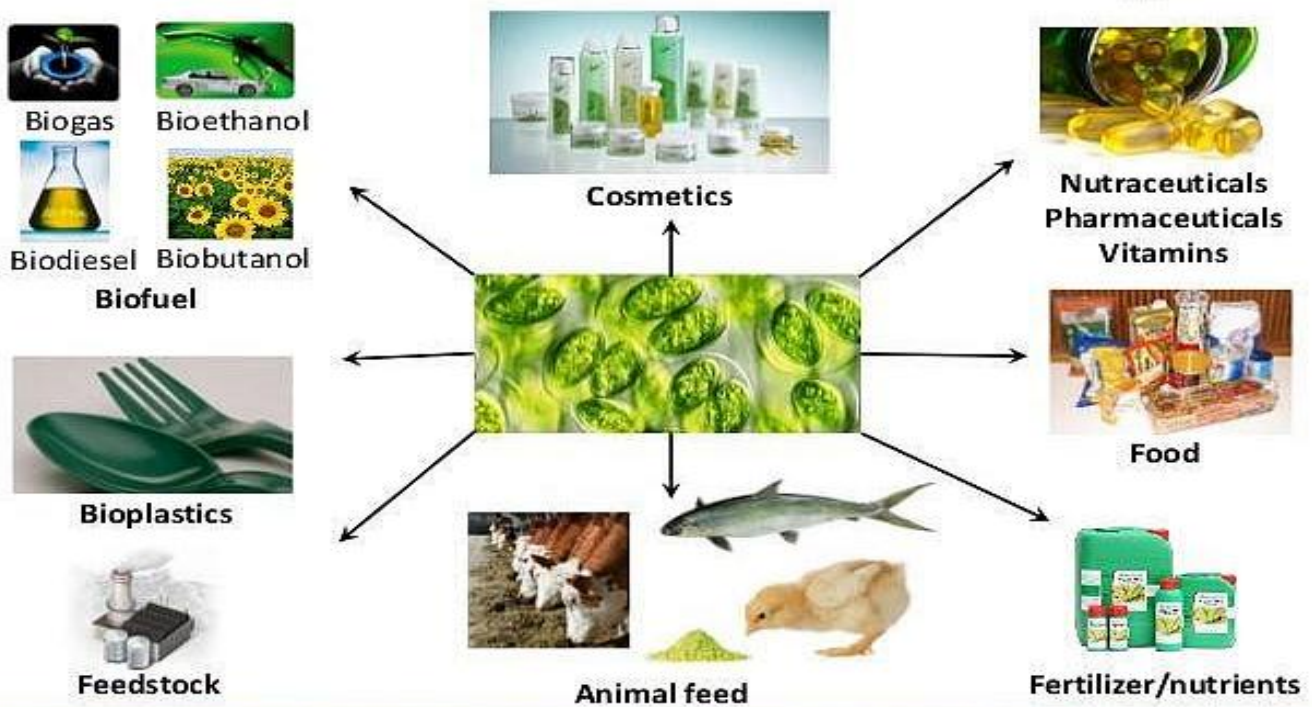 Biogas
Bioethanol
Biodiesel
Biobutanol
Biofuel
Cosmetics
Nutraceuticals
Pharmaceuticals
Vitamins
Bioplastics
Food
Feedstock
Animal feed
Fertilizer/nutrients